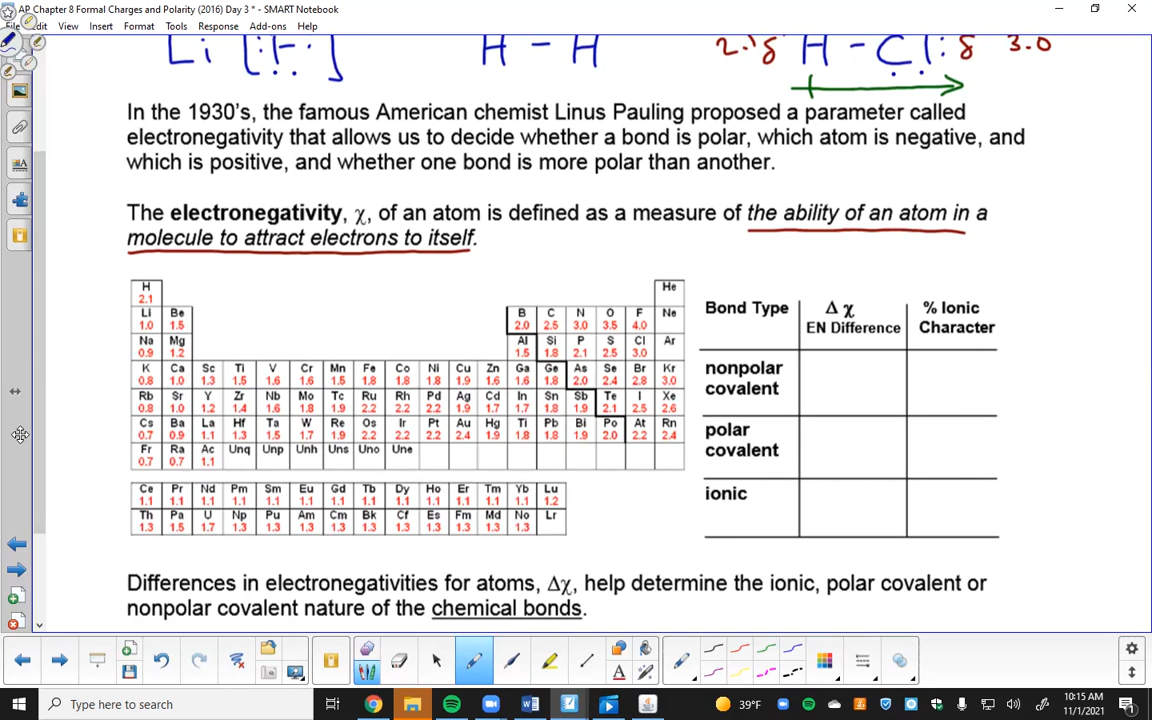 AP Chapter 8 Formal Charges and Polarity (2016) Day 3 * - SMART Notebook
File Edit View Insert Format Tools Response Add-ons Help
Li [:F:] H - H 2.1 δ H - Cl: δ 3.0
In the 1930's, the famous American chemist Linus Pauling proposed a parameter called
electronegativity that allows us to decide whether a bond is polar, which atom is negative, and
which is positive, and whether one bond is more polar than another.
The electronegativity, χ, of an atom is defined as a measure of the ability of an atom in a
molecule to attract electrons to itself.
H He
2.1
Li Be B C N O F Ne
1.0 1.5 2.0 2.5 3.0 3.5 4.0
Na Mg Al Si P S Cl Ar
0.9 1.2 1.5 1.8 2.1 2.5 3.0
K Ca Sc Ti V Cr Mn Fe Co Ni Cu Zn Ga Ge As Se Br Kr
0.8 1.0 1.3 1.5 1.6 1.6 1.5 1.8 1.8 1.8 1.9 1.6 1.6 1.8 2.0 2.4 2.8 3.0
Rb Sr Y Zr Nb Mo Tc Ru Rh Pd Ag Cd In Sn Sb Te I Xe
0.8 1.0 1.2 1.4 1.6 1.8 1.9 2.2 2.2 2.2 1.9 1.7 1.7 1.8 1.9 2.1 2.5 2.6
Cs Ba La Hf Ta W Re Os Ir Pt Au Hg Ti Pb Bi Po At Rn
0.7 0.9 1.1 1.3 1.5 1.7 1.9 2.2 2.2 2.2 2.4 1.9 1.8 1.8 1.9 2.0 2.2 2.4
Fr Ra Ac Unq Unp Unh Uns Uno Une
0.7 0.7 1.1
Ce Pr Nd Pm Sm Eu Gd Tb Dy Ho Er Tm Yb Lu
1.1 1.1 1.1 1.1 1.1 1.1 1.1 1.1 1.1 1.1 1.1 1.1 1.1 1.2
Th Pa U Np Pu Am Cm Bk Cf Es Fm Md No Lr
1.3 1.5 1.7 1.3 1.3 1.3 1.3 1.3 1.3 1.3 1.3 1.3 1.3
Bond Type Δ χ % Ionic
EN Difference Character
nonpolar
covalent
polar
covalent
ionic
Differences in electronegativities for atoms, Δχ, help determine the ionic, polar covalent or
nonpolar covalent nature of the chemical bonds.
Type here to search
39°F
10:15 AM
11/1/2021